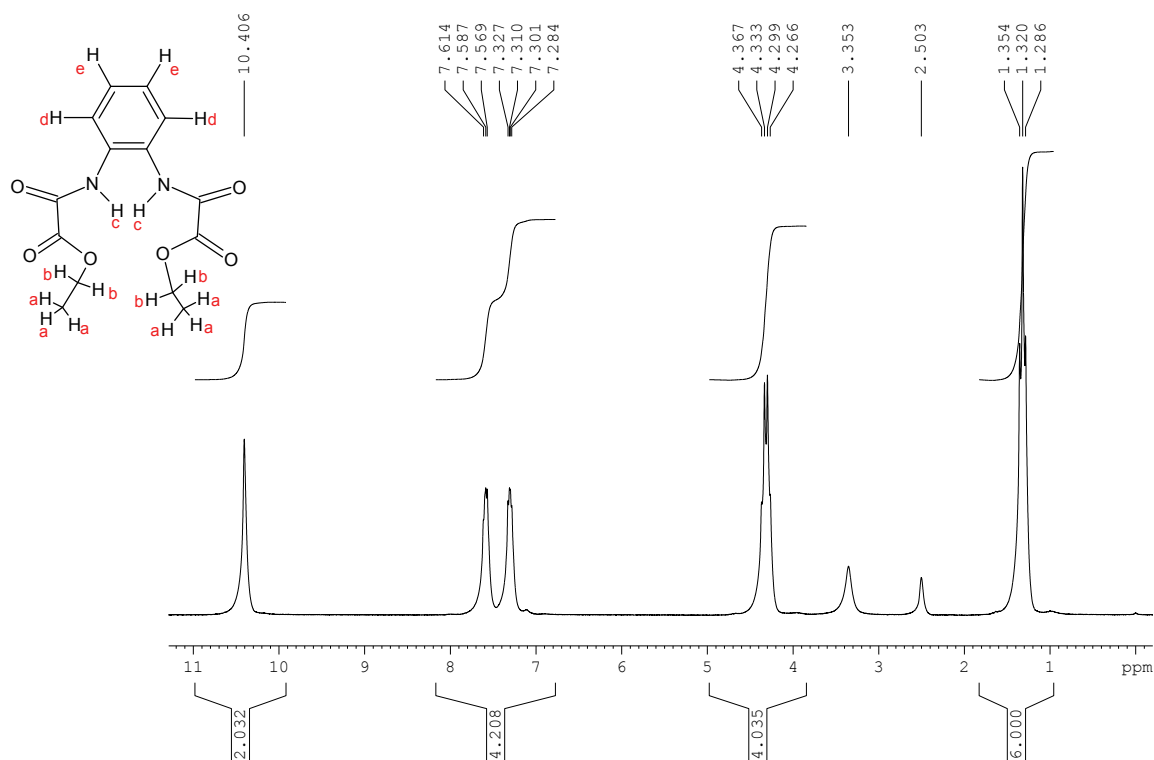 10.406
7.614
7.587
7.569
7.327
7.310
7.301
7.284
4.367
4.333
4.299
4.266
3.353
2.503
1.354
1.320
1.286
H H
e e
d H H d
O N N O
H H
c c
O O O O
b H H b
H b b H H a
a H
H H a H H a
a a
11 10 9 8 7 6 5 4 3 2 1 ppm
2.032
4.208
4.035
6.000